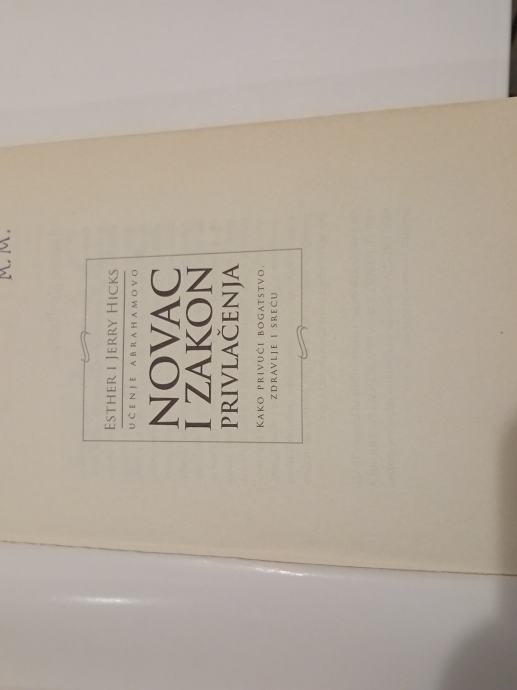 M. M.
ESTHER I JERRY HICKS
UČENJE ABRAHAMOVO
NOVAC
I ZAKON
PRIVLAČENJA
KAKO PRIVUĆI BOGATSTVO,
ZDRAVLJE I SREĆU